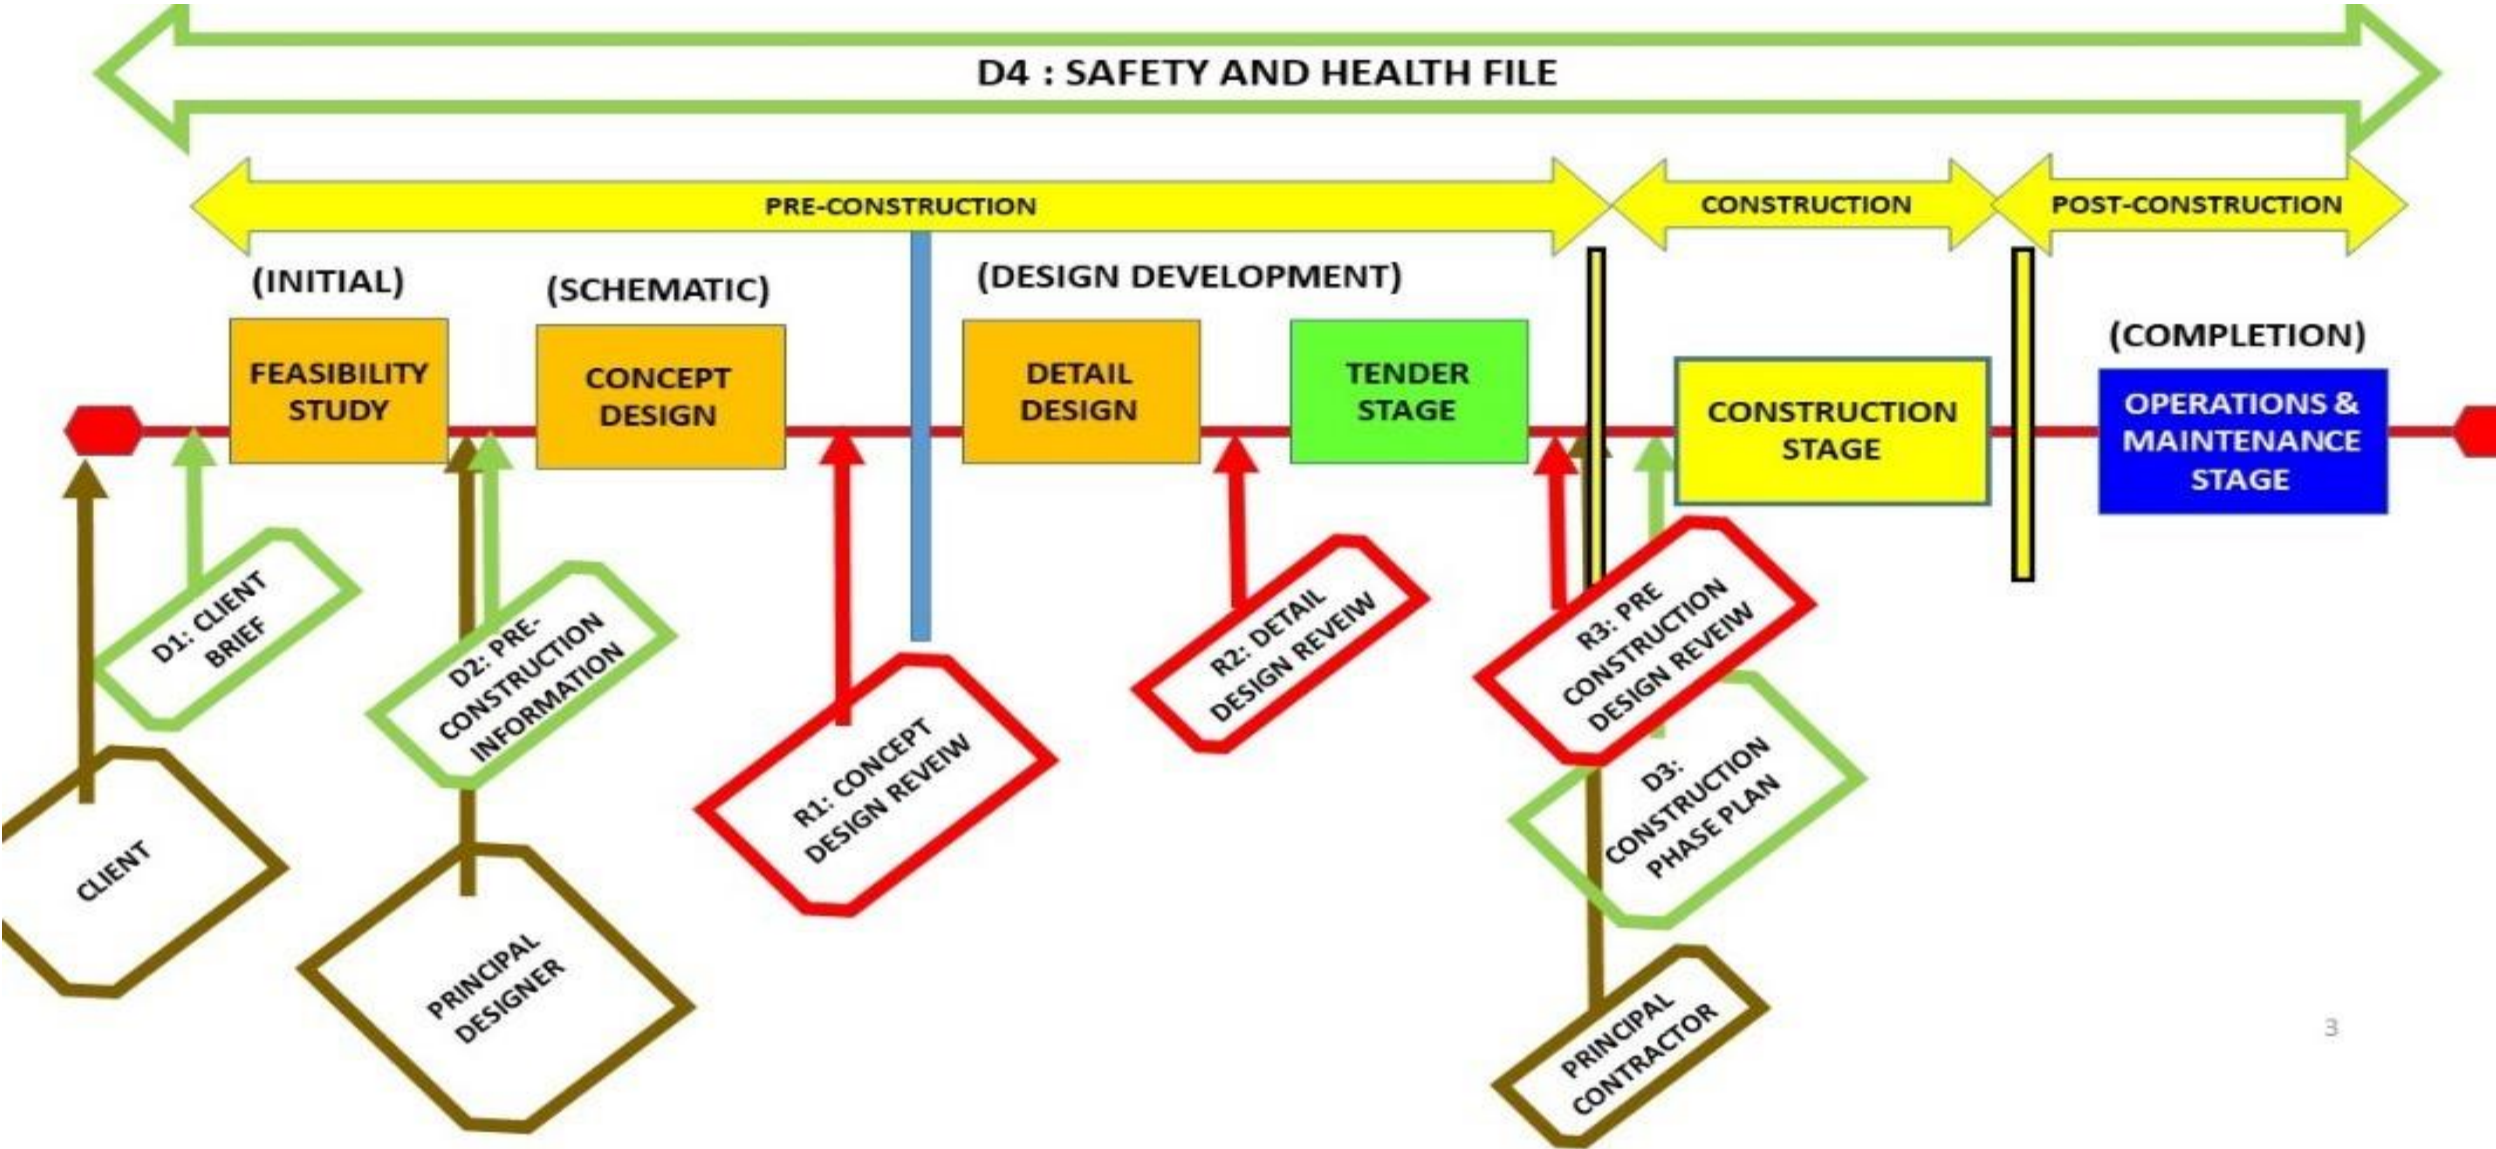 D4 : SAFETY AND HEALTH FILE
PRE-CONSTRUCTION
CONSTRUCTION
POST-CONSTRUCTION
(INITIAL)
(SCHEMATIC)
(DESIGN DEVELOPMENT)
(COMPLETION)
FEASIBILITY
STUDY
CONCEPT
DESIGN
DETAIL
DESIGN
TENDER
STAGE
CONSTRUCTION
STAGE
OPERATIONS &
MAINTENANCE
STAGE
D1: CLIENT
BRIEF
D2: PRE-
CONSTRUCTION
INFORMATION
R1: CONCEPT
DESIGN REVEIW
R2: DETAIL
DESIGN REVEIW
R3: PRE
CONSTRUCTION
DESIGN REVEIW
D3:
CONSTRUCTION
PHASE PLAN
CLIENT
PRINCIPAL
DESIGNER
PRINCIPAL
CONTRACTOR
3